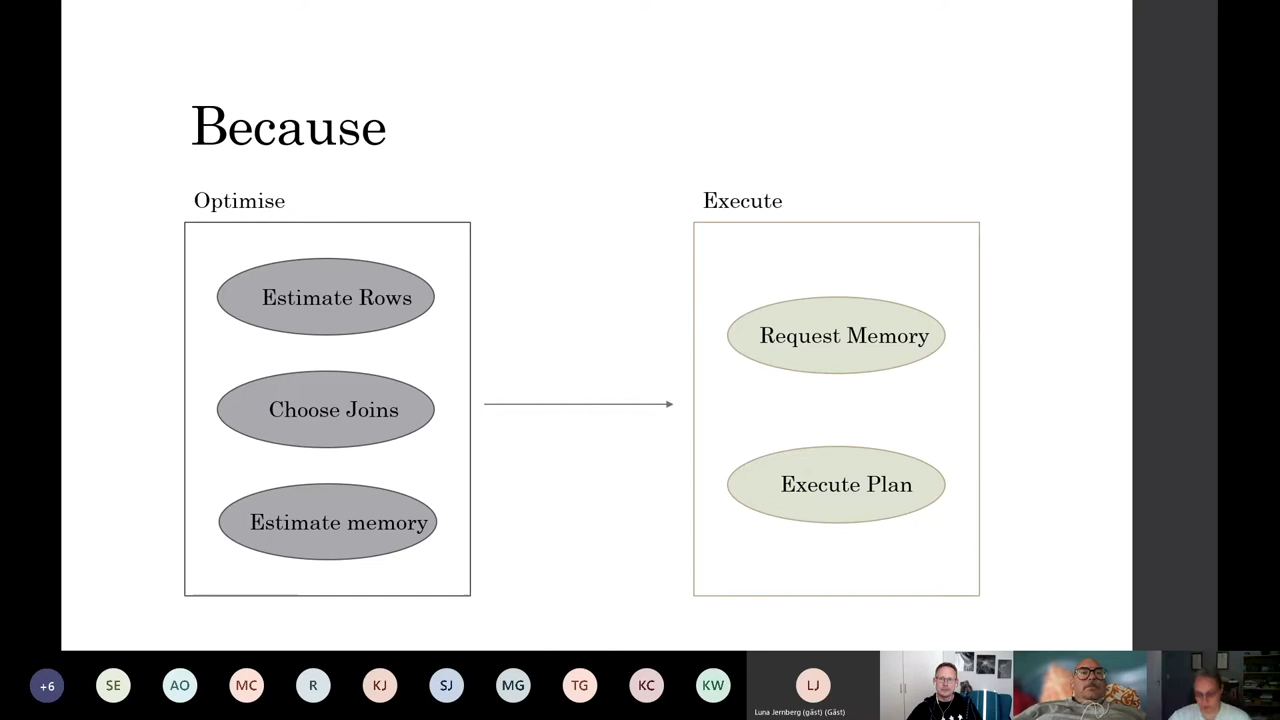 Because
Optimise
Execute
Estimate Rows
Choose Joins
Estimate memory
Request Memory
Execute Plan
+6
SE
AO
MC
R
KJ
SJ
MG
TG
KC
KW
LJ
Luna Jernberg (gäst) (Gäst)